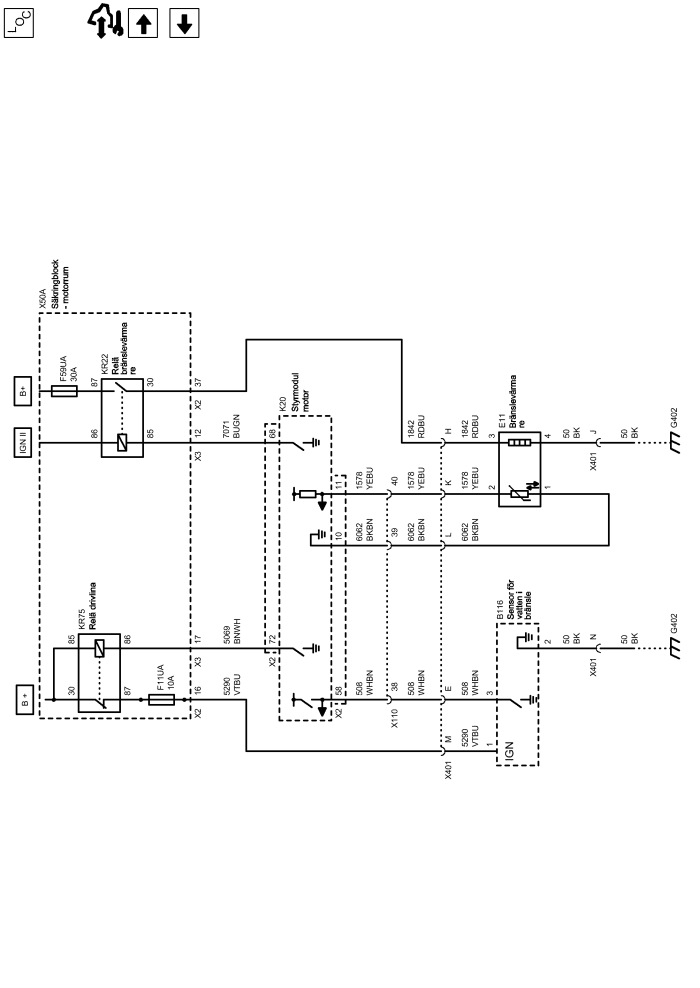 LOC
X50A
Säkringblock
- motorrum
B+
F59UA
30A
87
KR22
Relä
bränslevärma
re
30
37
X2
IGN II
86
85
12
X3
7071
BUGN
68
K20
Styrmodul
motor
1842
RDBU
H
1842
RDBU
3
E11
Bränslevärma
re
4
50
BK
J
X401
50
BK
G402
11
1578
YEBU
40
1578
YEBU
K
1578
YEBU
2
1
10
6062
BKBN
39
6062
BKBN
L
6062
BKBN
KR75
Relä drivlina
85
86
17
X3
5069
BNWH
72
X2
B116
Sensor för
vatten i
bränsle
2
50
BK
N
X401
50
BK
G402
B +
30
87
F11UA
10A
16
X2
5290
VTBU
58
X2
508
WHBN
38
X110
508
WHBN
E
508
WHBN
3
M
X401
5290
VTBU
1
IGN